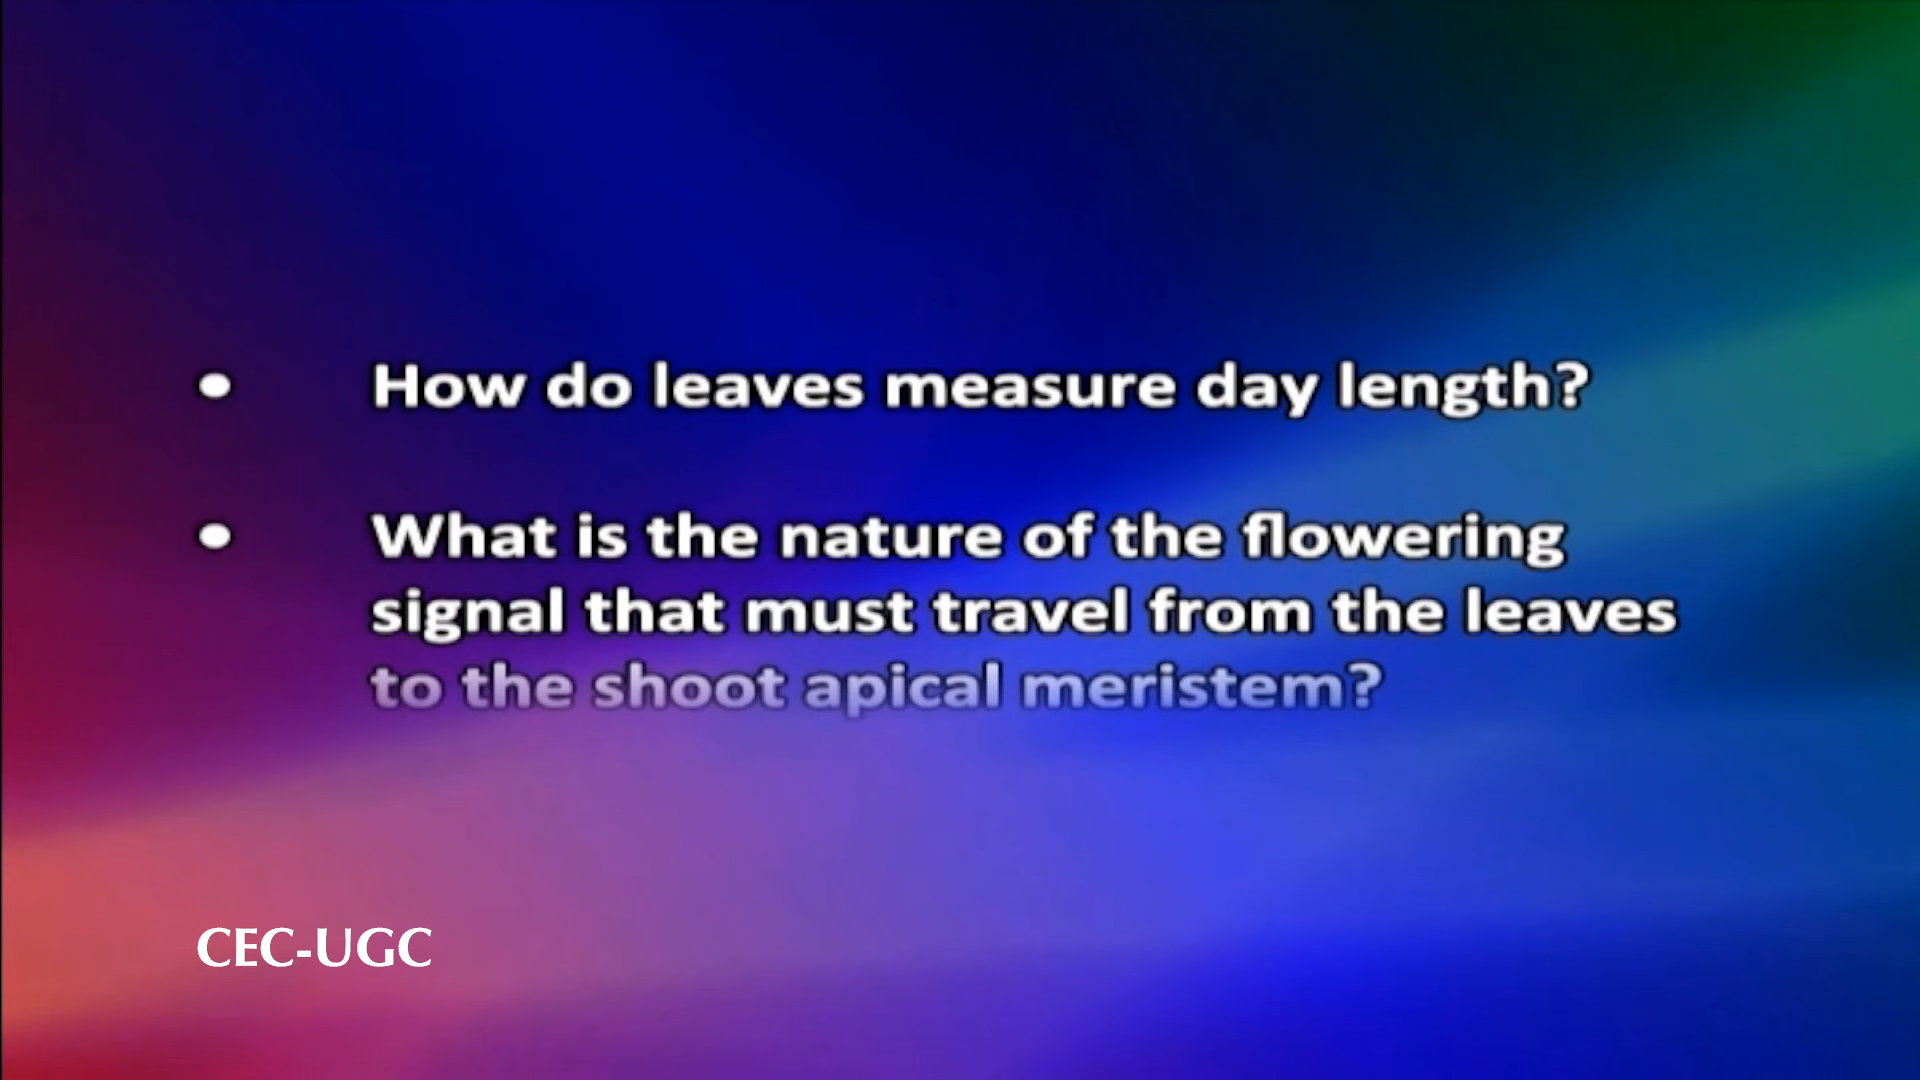 • How do leaves measure day length?
• What is the nature of the flowering
signal that must travel from the leaves
to the shoot apical meristem?
CEC-UGC